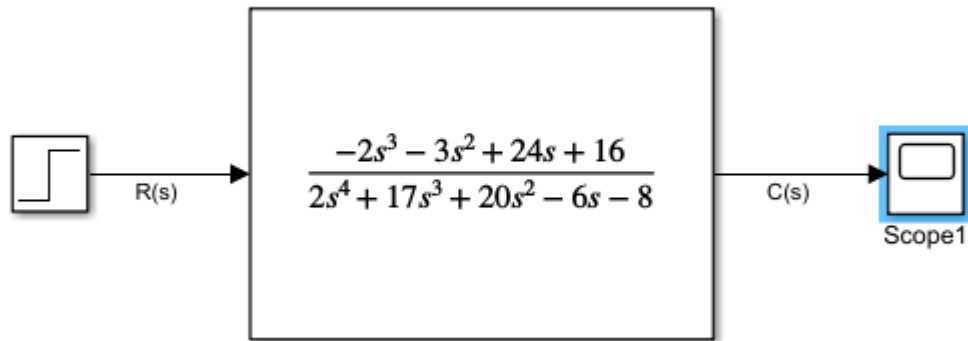 −2s³ − 3s² + 24s + 16
2s⁴ + 17s³ + 20s² − 6s − 8
R(s)
C(s)
Scope1